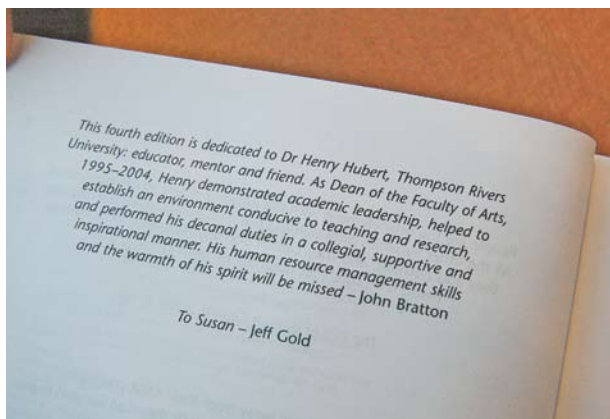 This fourth edition is dedicated to Dr Henry Hubert, Thompson Rivers
University: educator, mentor and friend. As Dean of the Faculty of Arts,
1995–2004, Henry demonstrated academic leadership, helped to
establish an environment conducive to teaching and research,
and performed his decanal duties in a collegial, supportive and
inspirational manner. His human resource management skills
and the warmth of his spirit will be missed – John Bratton
To Susan – Jeff Gold